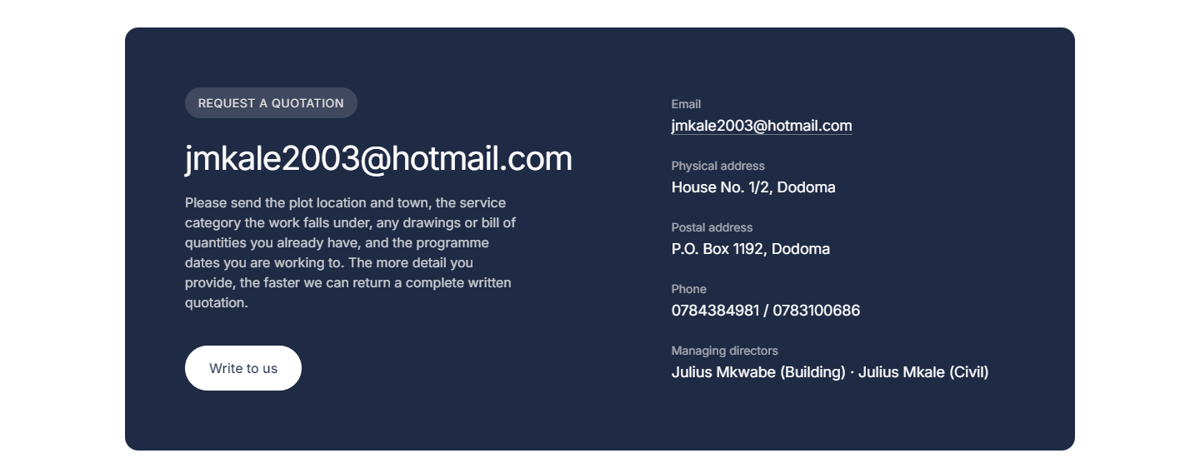 REQUEST A QUOTATION
jmkale2003@hotmail.com
Please send the plot location and town, the service
category the work falls under, any drawings or bill of
quantities you already have, and the programme
dates you are working to. The more detail you
provide, the faster we can return a complete written
quotation.
Write to us
Email
jmkale2003@hotmail.com
Physical address
House No. 1/2, Dodoma
Postal address
P.O. Box 1192, Dodoma
Phone
0784384981 / 0783100686
Managing directors
Julius Mkwabe (Building) · Julius Mkale (Civil)